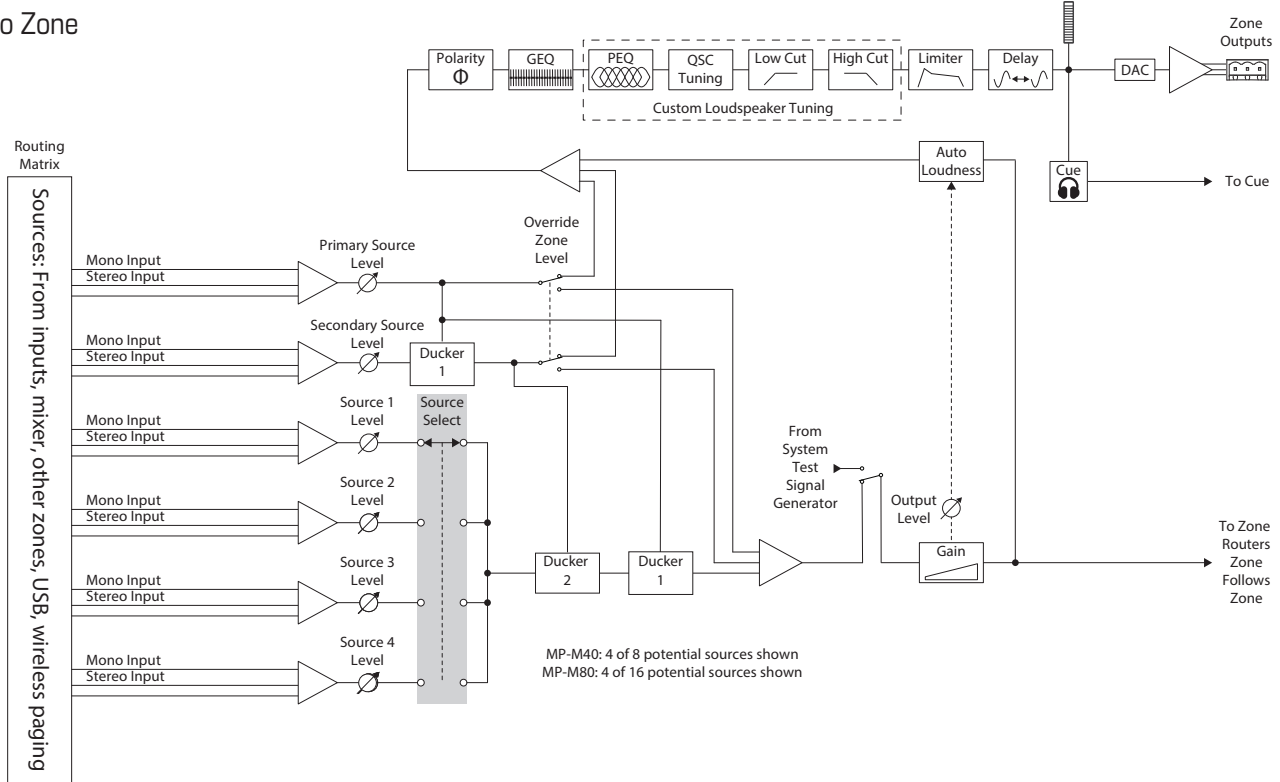 o Zone
Polarity
Φ
GEQ
PEQ
QSC
Tuning
Low Cut
High Cut
Limiter
Delay
Custom Loudspeaker Tuning
DAC
Zone
Outputs
Auto
Loudness
Cue
To Cue
Routing
Matrix
Sources: From inputs, mixer, other zones, USB, wireless paging
Mono Input
Stereo Input
Primary Source
Level
Override
Zone
Level
Mono Input
Stereo Input
Secondary Source
Level
Ducker
1
Mono Input
Stereo Input
Source 1
Level
Source
Select
Mono Input
Stereo Input
Source 2
Level
Mono Input
Stereo Input
Source 3
Level
Mono Input
Stereo Input
Source 4
Level
Ducker
2
Ducker
1
From
System
Test
Signal
Generator
Output
Level
Gain
To Zone
Routers
Zone
Follows
Zone
MP-M40: 4 of 8 potential sources shown
MP-M80: 4 of 16 potential sources shown